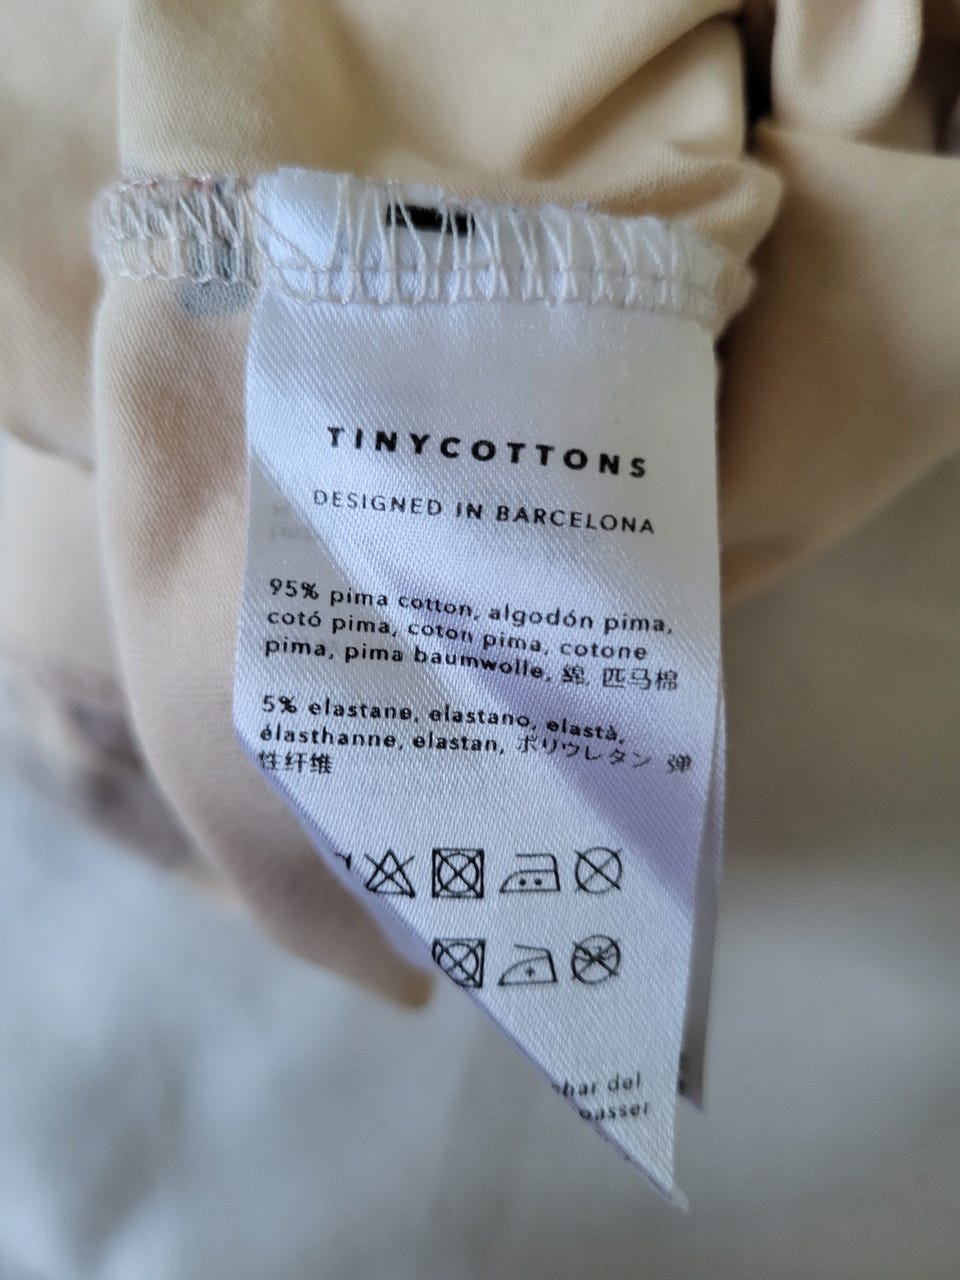 TINYCOTTONS
DESIGNED IN BARCELONA
95% pima cotton, algodón pima,
cotó pima, coton pima, cotone
pima, pima baumwolle, 綿, 匹马棉
5% elastane, elastano, elastà,
élasthanne, elastan, ポリウレタン 弹
性纤维
del